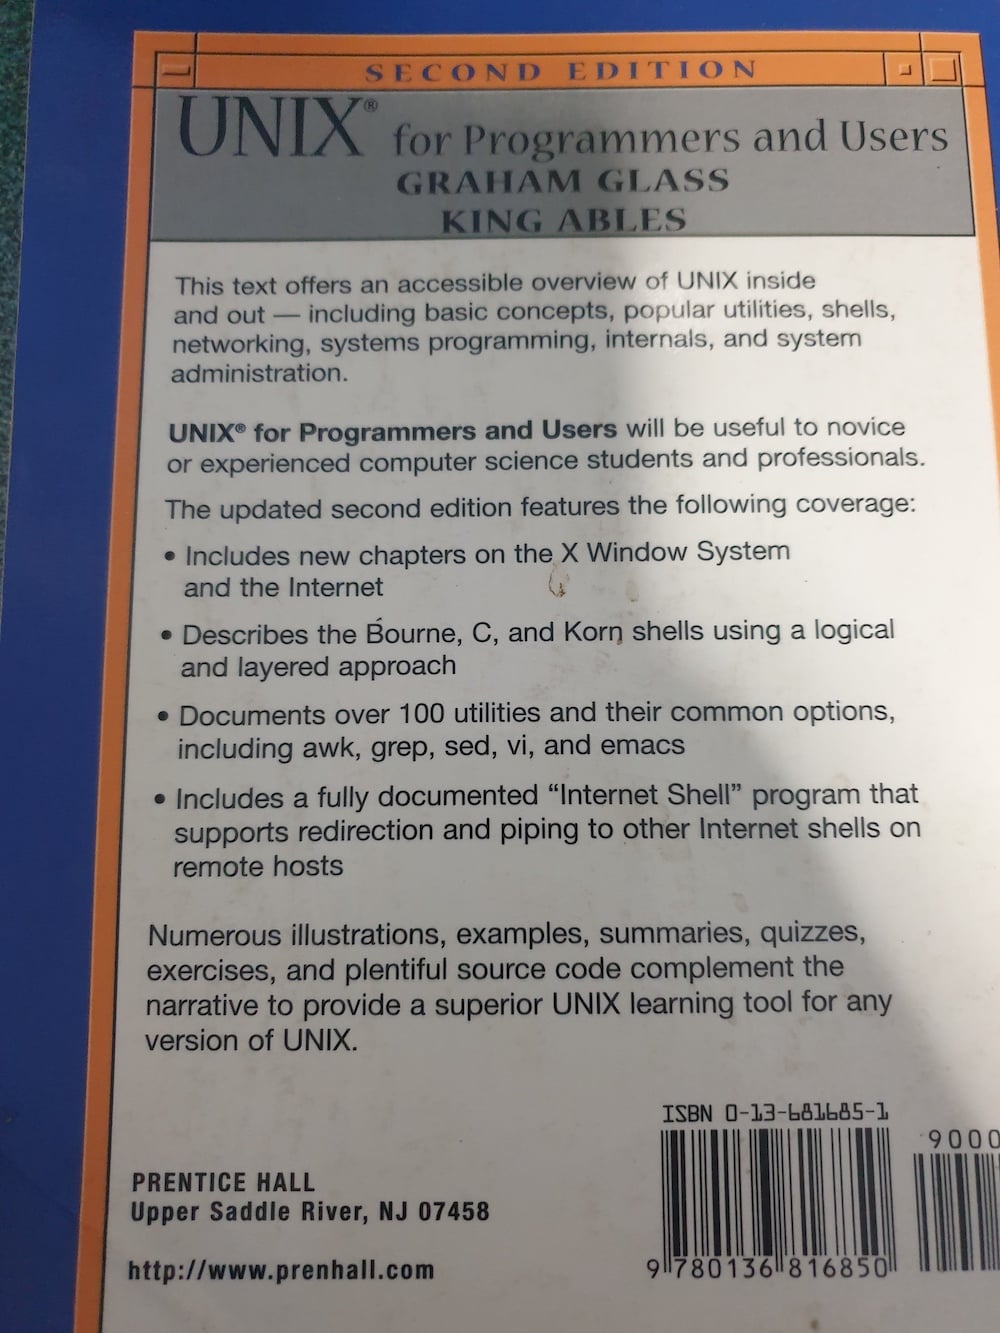 SECOND EDITION
UNIX® for Programmers and Users
GRAHAM GLASS
KING ABLES
This text offers an accessible overview of UNIX inside
and out — including basic concepts, popular utilities, shells,
networking, systems programming, internals, and system
administration.
UNIX® for Programmers and Users will be useful to novice
or experienced computer science students and professionals.
The updated second edition features the following coverage:
• Includes new chapters on the X Window System
and the Internet
• Describes the Bourne, C, and Korn shells using a logical
and layered approach
• Documents over 100 utilities and their common options,
including awk, grep, sed, vi, and emacs
• Includes a fully documented “Internet Shell” program that
supports redirection and piping to other Internet shells on
remote hosts
Numerous illustrations, examples, summaries, quizzes,
exercises, and plentiful source code complement the
narrative to provide a superior UNIX learning tool for any
version of UNIX.
ISBN 0-13-681685-1
9000
PRENTICE HALL
Upper Saddle River, NJ 07458
http://www.prenhall.com
9 780136 816850